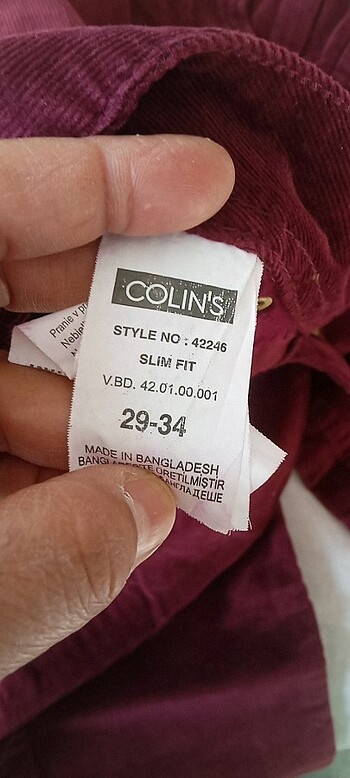 COLIN'S
STYLE NO : 42246
SLIM FIT
V.BD. 42.01.00.001
29-34
MADE IN BANGLADESH
BANGLADEŞ'TE ÜRETİLMİŞTİR
Pranie v